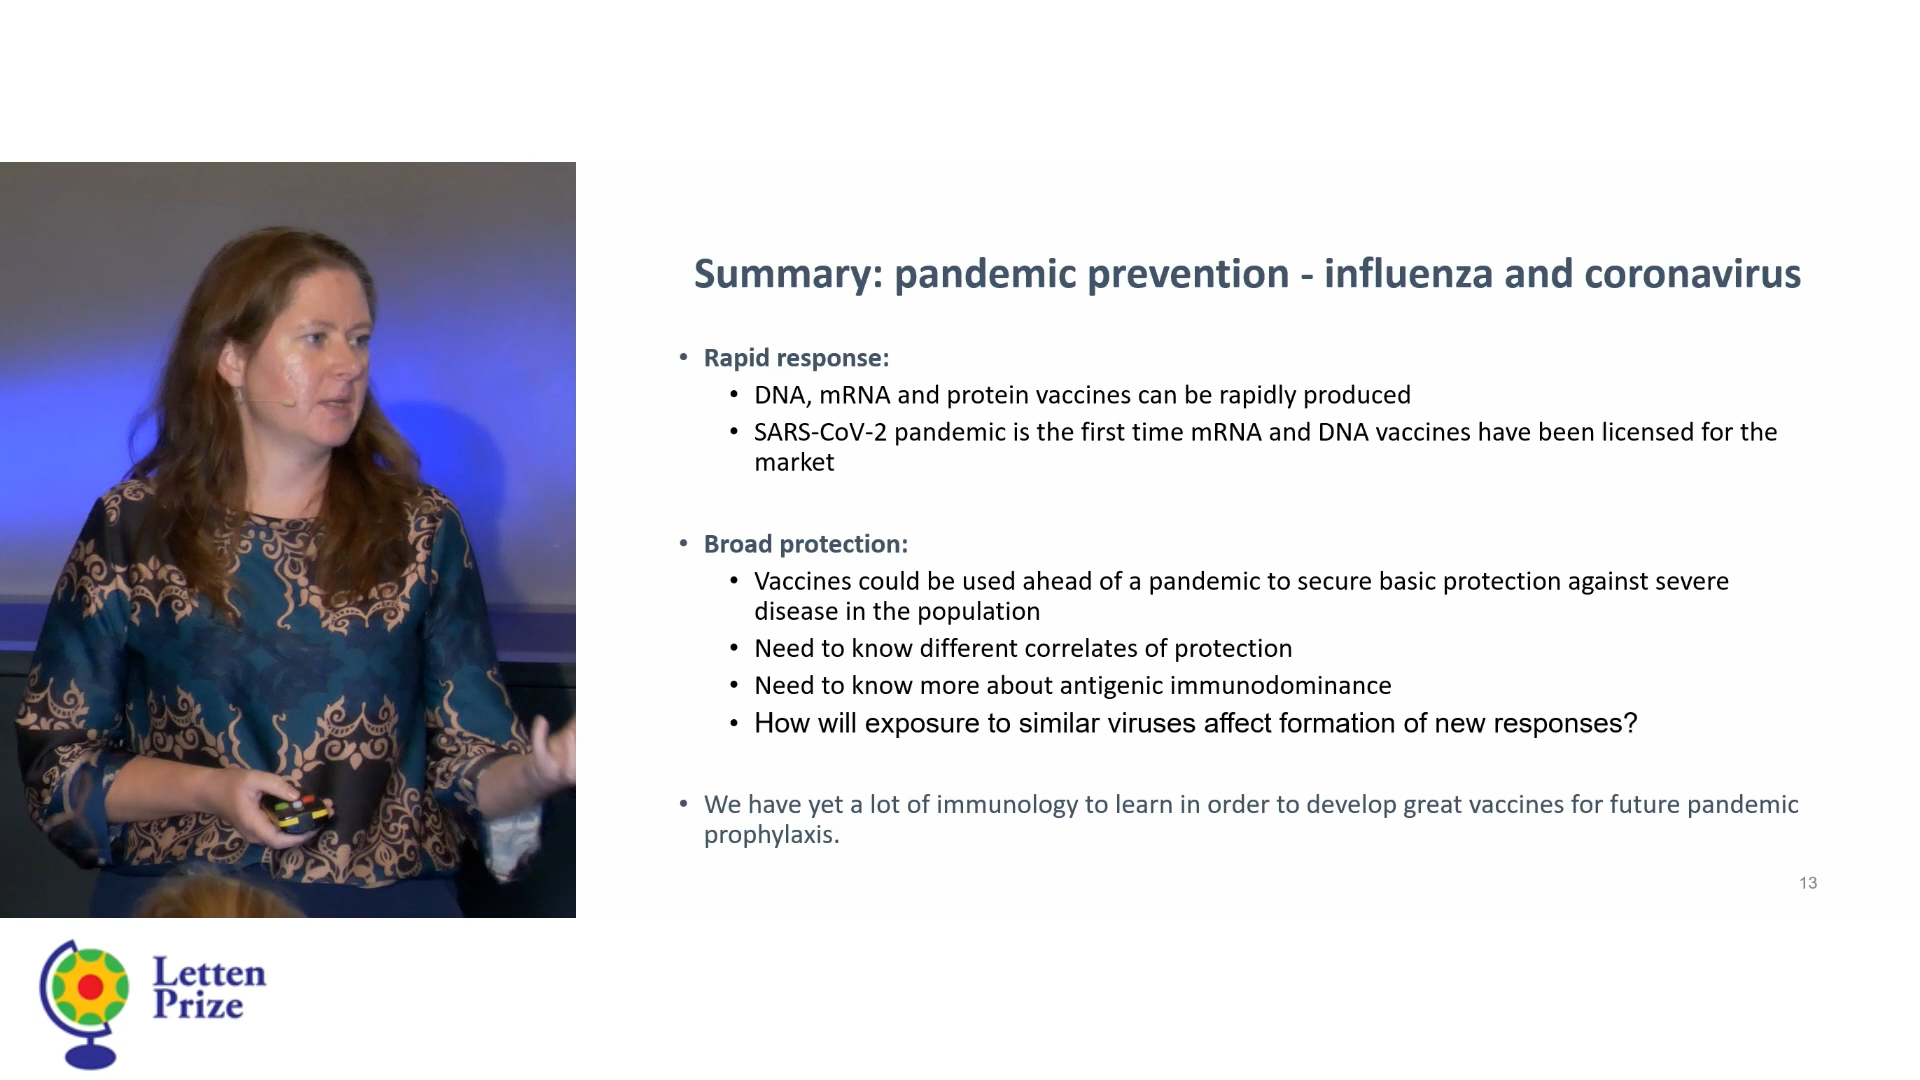 Summary: pandemic prevention - influenza and coronavirus
• Rapid response:
• DNA, mRNA and protein vaccines can be rapidly produced
• SARS-CoV-2 pandemic is the first time mRNA and DNA vaccines have been licensed for the
market
• Broad protection:
• Vaccines could be used ahead of a pandemic to secure basic protection against severe
disease in the population
• Need to know different correlates of protection
• Need to know more about antigenic immunodominance
• How will exposure to similar viruses affect formation of new responses?
• We have yet a lot of immunology to learn in order to develop great vaccines for future pandemic
prophylaxis.
13
Letten
Prize